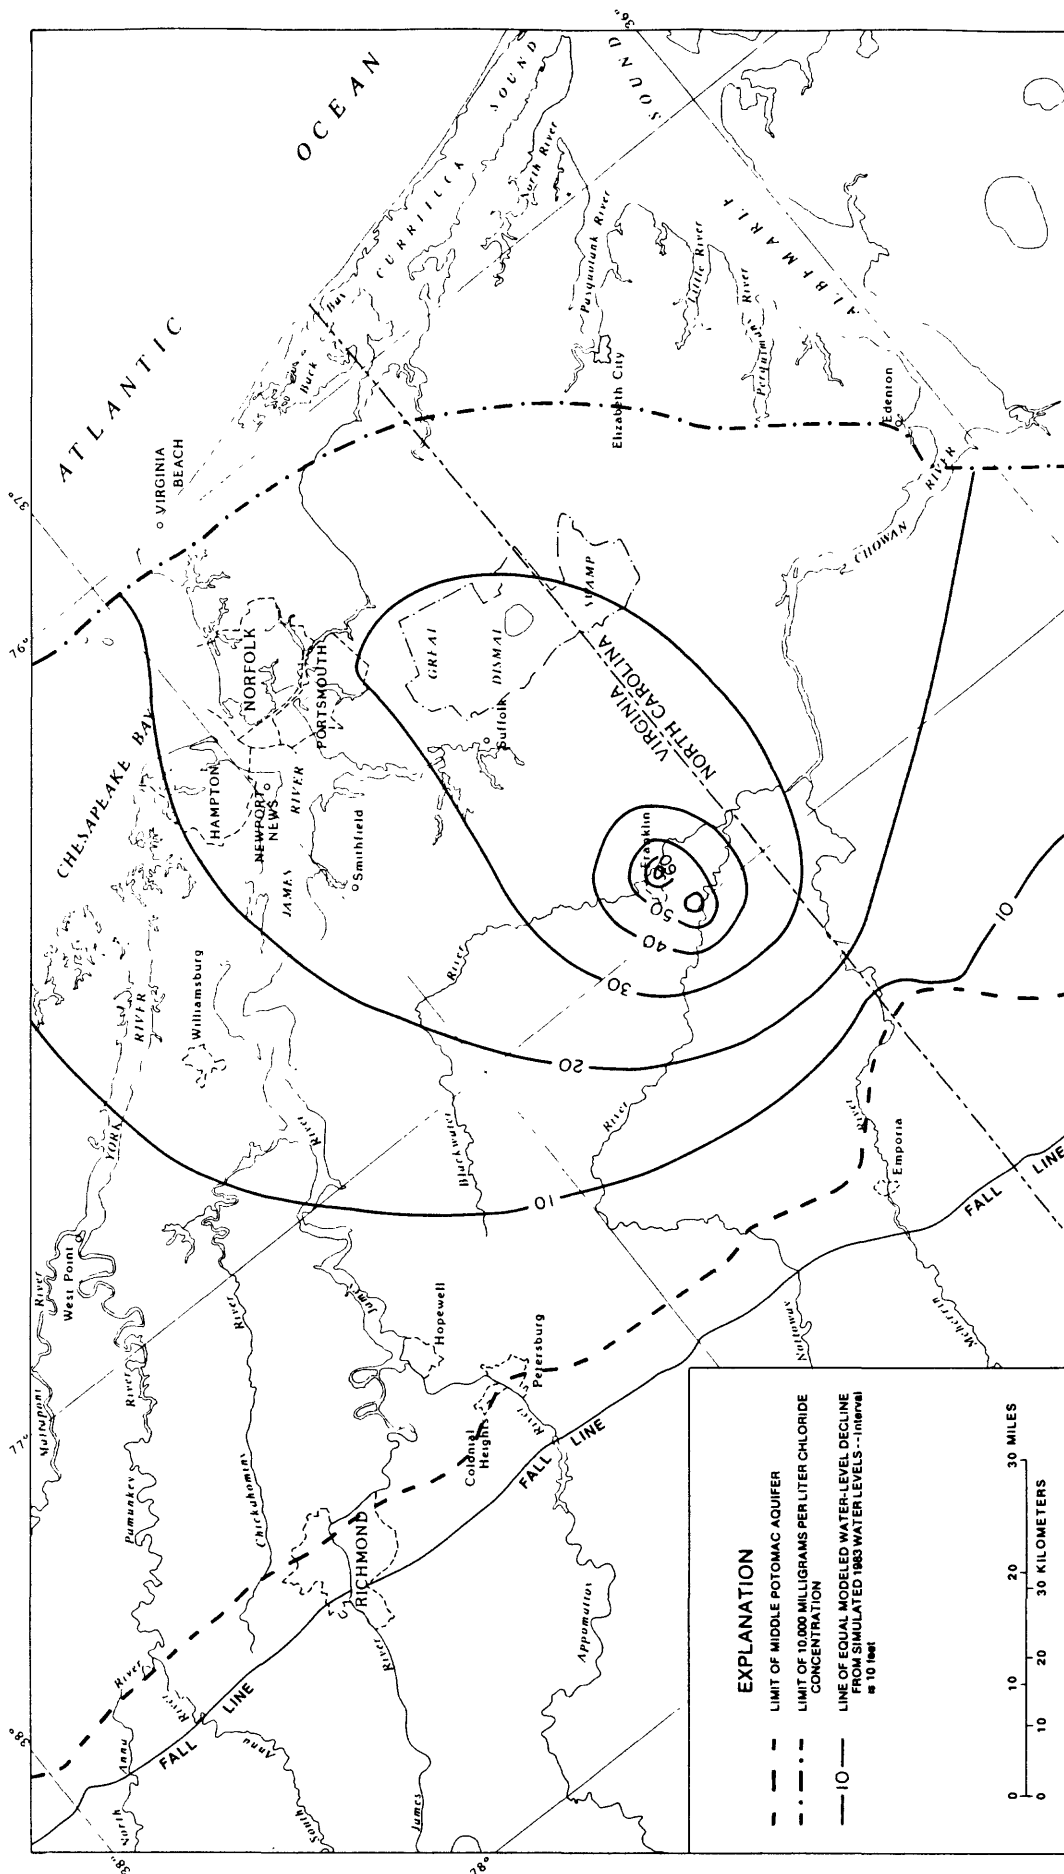 ATLANTIC
OCEAN
CHESAPEAKE BAY
VIRGINIA
BEACH
CURRITUCK
SOUND
ALBEMARLE
SOUND
Back
Bay
North River
Pasquotank River
Little River
Perquimans River
Elizabeth City
Edenton
CHOWAN
RIVER
NORFOLK
PORTSMOUTH
HAMPTON
NEWPORT
NEWS
JAMES
RIVER
Smithfield
Suffolk
GREAT
DISMAL
SWAMP
VIRGINIA
NORTH CAROLINA
Franklin
60
50
40
30
20
10
10
Williamsburg
YORK
RIVER
West Point
Mattaponi
River
Pamunkey
River
Chickahominy
River
James
River
Blackwater
River
River
Nottoway
Meherrin
River
Emporia
Hopewell
Petersburg
Colonial
Heights
Appomattox
River
RICHMOND
James
River
North
Anna
River
South
Anna
River
FALL LINE
FALL LINE
FALL LINE
36°
37°
38°
38°
76°
77°
78°
EXPLANATION
LIMIT OF MIDDLE POTOMAC AQUIFER
LIMIT OF 10,000 MILLIGRAMS PER LITER CHLORIDE
CONCENTRATION
10 LINE OF EQUAL MODELED WATER-LEVEL DECLINE
FROM SIMULATED 1983 WATER LEVELS--Interval
is 10 feet
0 10 20 30 MILES
0 10 20 30 KILOMETERS